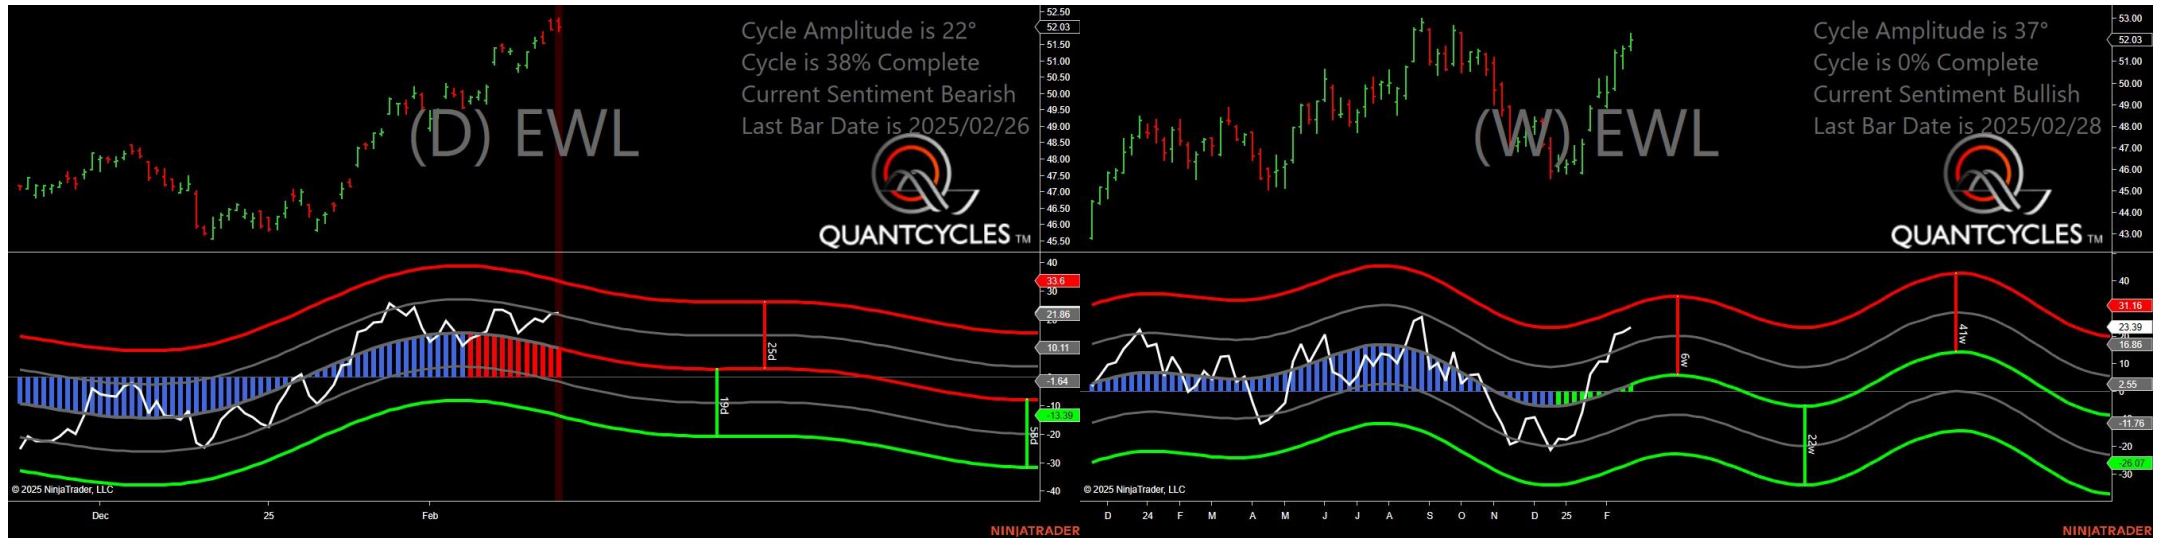 Cycle Amplitude is 22°
Cycle is 38% Complete
Current Sentiment Bearish
Last Bar Date is 2025/02/26
(D) EWL
QUANTCYCLES TM
52.50
52.03
51.50
51.00
50.50
50.00
49.50
49.00
48.50
48.00
47.50
47.00
46.50
46.00
45.50
40
33.6
30
21.86
10.11
-1.64
-10
-13.39
-20
-30
-40
25d
19d
58d
© 2025 NinjaTrader, LLC
Dec
25
Feb
NINJATRADER
Cycle Amplitude is 37°
Cycle is 0% Complete
Current Sentiment Bullish
Last Bar Date is 2025/02/28
(W) EWL
QUANTCYCLES TM
53.00
52.03
51.00
50.00
49.00
48.00
47.00
46.00
45.00
44.00
43.00
40
31.16
23.39
16.86
10
2.55
0
-11.76
-20
-26.07
-30
6w
22w
41w
© 2025 NinjaTrader, LLC
D
24
F
M
A
M
J
J
A
S
O
N
D
25
F
NINJATRADER